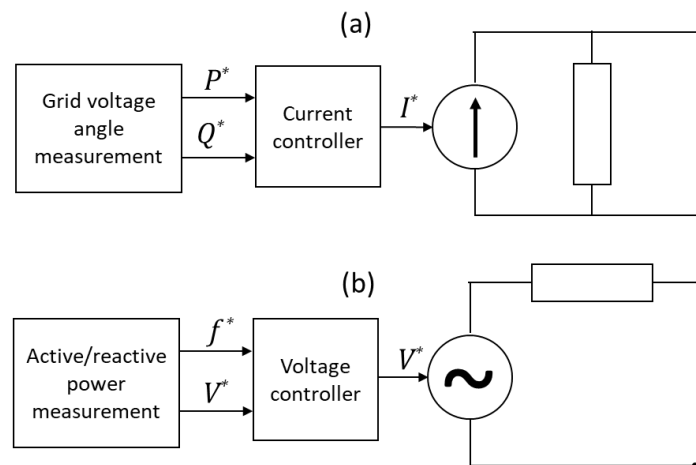 (a)
Grid voltage
angle
measurement
P*
Q*
Current
controller
I*
(b)
Active/reactive
power
measurement
f*
V*
Voltage
controller
V*